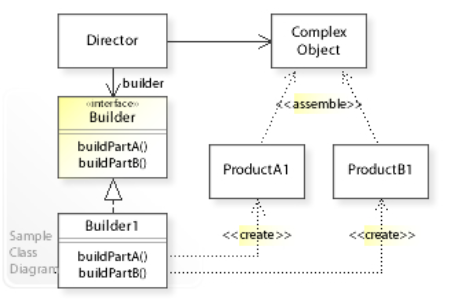 Director
Complex
Object
builder
«interface»
Builder
buildPartA()
buildPartB()
<<assemble>>
ProductA1
ProductB1
Builder1
buildPartA()
buildPartB()
<<create>>
<<create>>
Sample
Class
Diagram